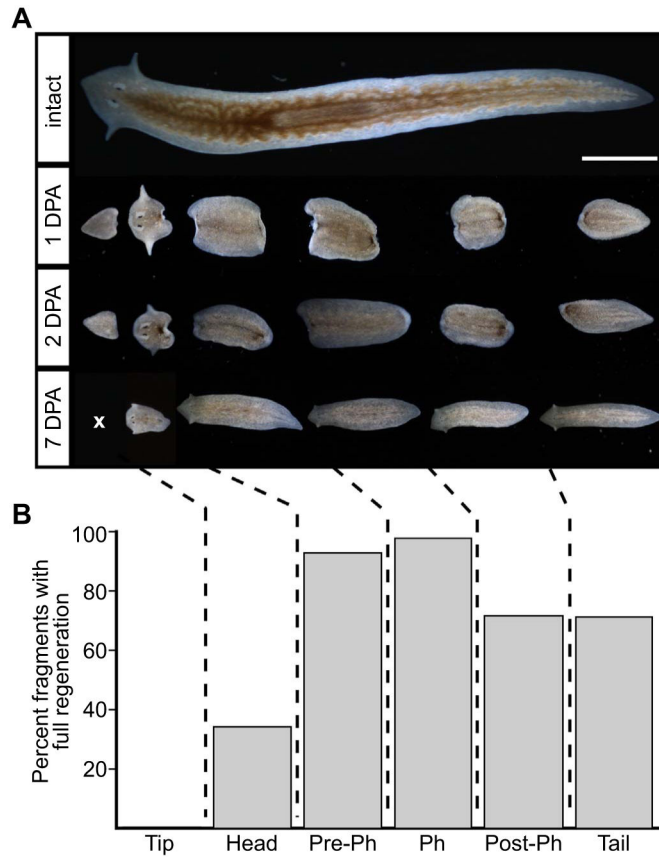 A
intact
1 DPA
2 DPA
7 DPA
x
B
Percent fragments with
full regeneration
100
80
60
40
20
Tip Head Pre-Ph Ph Post-Ph Tail